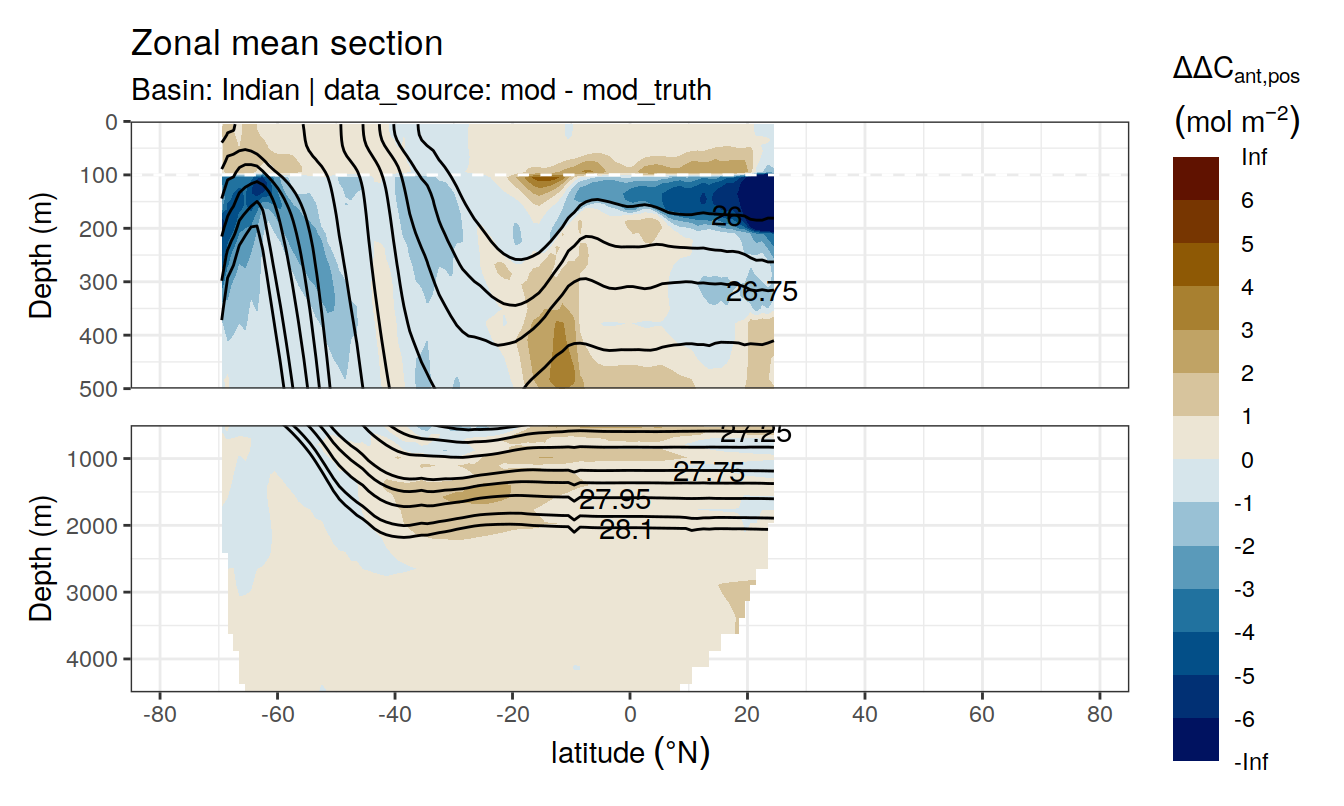 Zonal mean section
Basin: Indian | data_source: mod - mod_truth
ΔΔCant,pos
(mol m−2)
Inf
6
5
4
3
2
1
0
-1
-2
-3
-4
-5
-6
-Inf
Depth (m)
0
100
200
300
400
500
26
26.75
Depth (m)
1000
2000
3000
4000
27.25
27.75
27.95
28.1
-80 -60 -40 -20 0 20 40 60 80
latitude (°N)